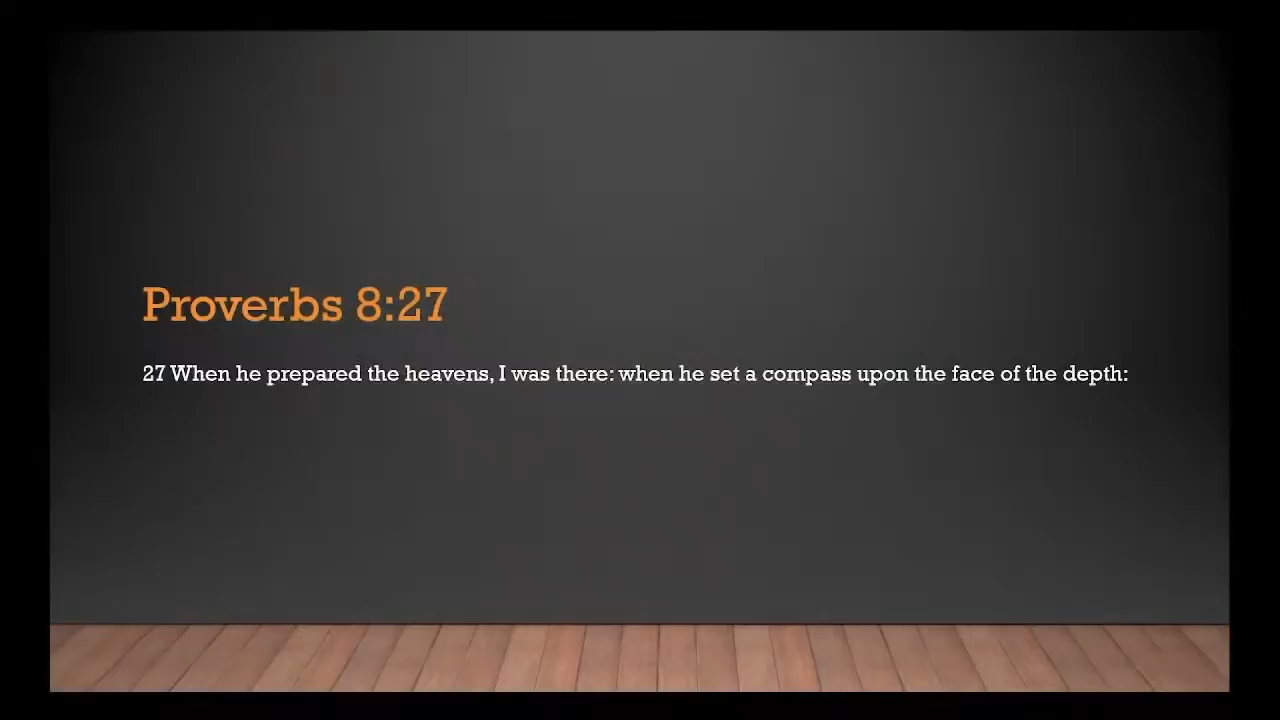 Proverbs 8:27
27 When he prepared the heavens, I was there: when he set a compass upon the face of the depth: